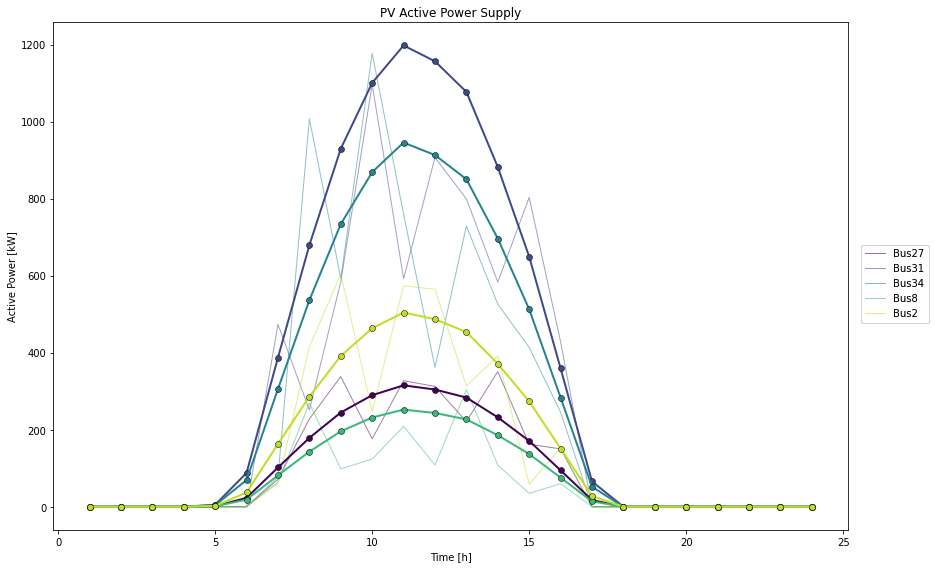 PV Active Power Supply
1200
1000
800
600
400
200
0
Active Power [kW]
0
5
10
15
20
25
Time [h]
Bus27
Bus31
Bus34
Bus8
Bus2